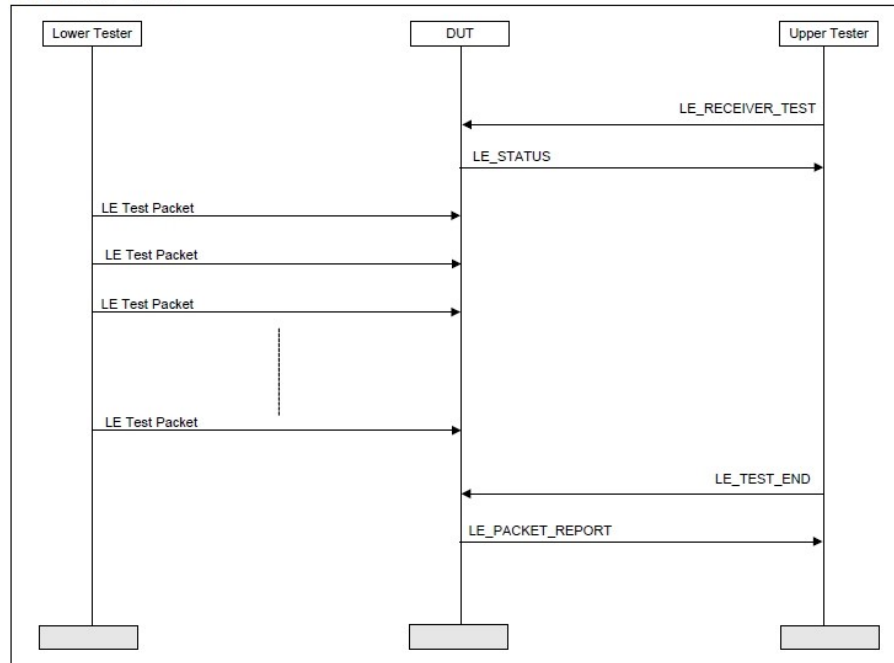 Lower Tester
DUT
Upper Tester
LE_RECEIVER_TEST
LE_STATUS
LE Test Packet
LE Test Packet
LE Test Packet
LE Test Packet
LE_TEST_END
LE_PACKET_REPORT